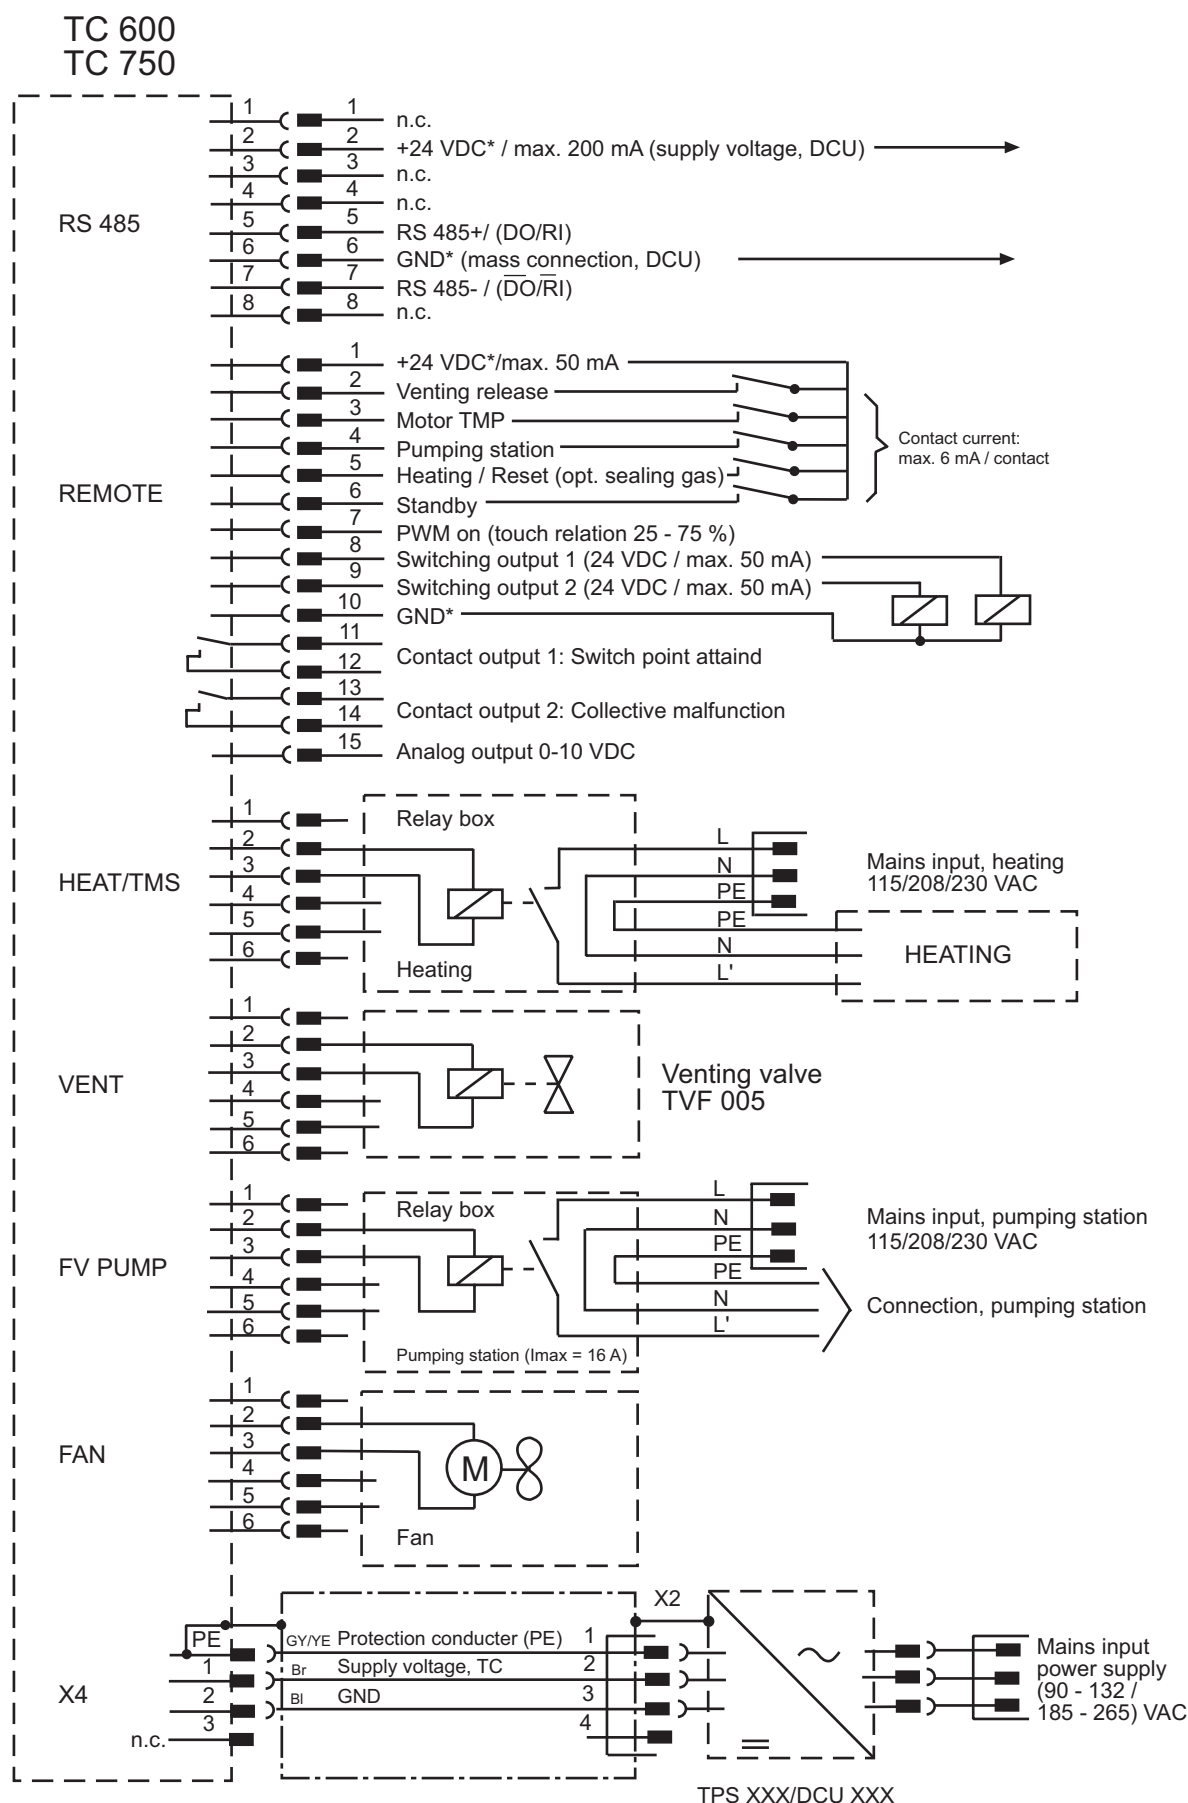 TC 600
TC 750
RS 485
1 1 n.c.
2 2 +24 VDC* / max. 200 mA (supply voltage, DCU)
3 3 n.c.
4 4 n.c.
5 5 RS 485+/ (DO/RI)
6 6 GND* (mass connection, DCU)
7 7 RS 485- / (D̅O̅/R̅I̅)
8 8 n.c.
REMOTE
1 +24 VDC*/max. 50 mA
2 Venting release
3 Motor TMP
4 Pumping station
5 Heating / Reset (opt. sealing gas)
6 Standby
7 PWM on (touch relation 25 - 75 %)
8 Switching output 1 (24 VDC / max. 50 mA)
9 Switching output 2 (24 VDC / max. 50 mA)
10 GND*
11
Contact output 1: Switch point attaind
12
13
Contact output 2: Collective malfunction
14
15 Analog output 0-10 VDC
Contact current:
max. 6 mA / contact
HEAT/TMS
1
2
3
4
5
6
Relay box
Heating
L
N
PE
PE
N
L'
Mains input, heating
115/208/230 VAC
HEATING
VENT
1
2
3
4
5
6
Venting valve
TVF 005
FV PUMP
1
2
3
4
5
6
Relay box
Pumping station (Imax = 16 A)
L
N
PE
PE
N
L'
Mains input, pumping station
115/208/230 VAC
Connection, pumping station
FAN
1
2
3
4
5
6
M
Fan
X4
PE
1
2
3
n.c.
GY/YE Protection conducter (PE) 1
Br Supply voltage, TC 2
Bl GND 3
4
X2
Mains input
power supply
(90 - 132 /
185 - 265) VAC
TPS XXX/DCU XXX